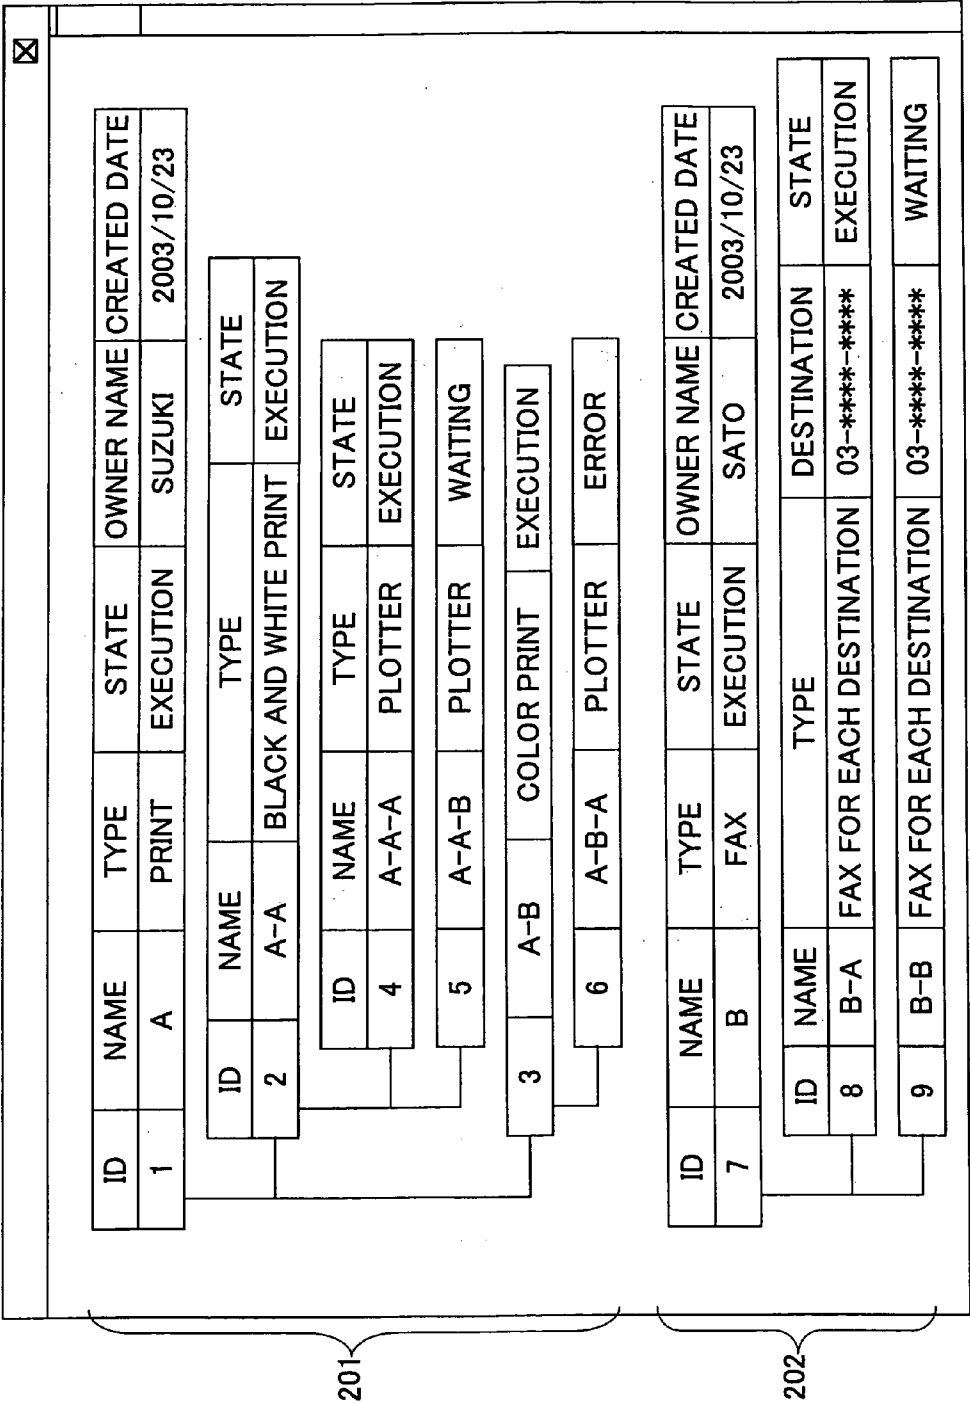 ID NAME TYPE STATE OWNER NAME CREATED DATE
1 A PRINT EXECUTION SUZUKI 2003/10/23
ID NAME TYPE STATE
2 A-A BLACK AND WHITE PRINT EXECUTION
ID NAME TYPE STATE
4 A-A-A PLOTTER EXECUTION
5 A-A-B PLOTTER WAITING
3 A-B COLOR PRINT EXECUTION
6 A-B-A PLOTTER ERROR
201
ID NAME TYPE STATE OWNER NAME CREATED DATE
7 B FAX EXECUTION SATO 2003/10/23
ID NAME TYPE DESTINATION STATE
8 B-A FAX FOR EACH DESTINATION 03-****-**** EXECUTION
9 B-B FAX FOR EACH DESTINATION 03-****-**** WAITING
202